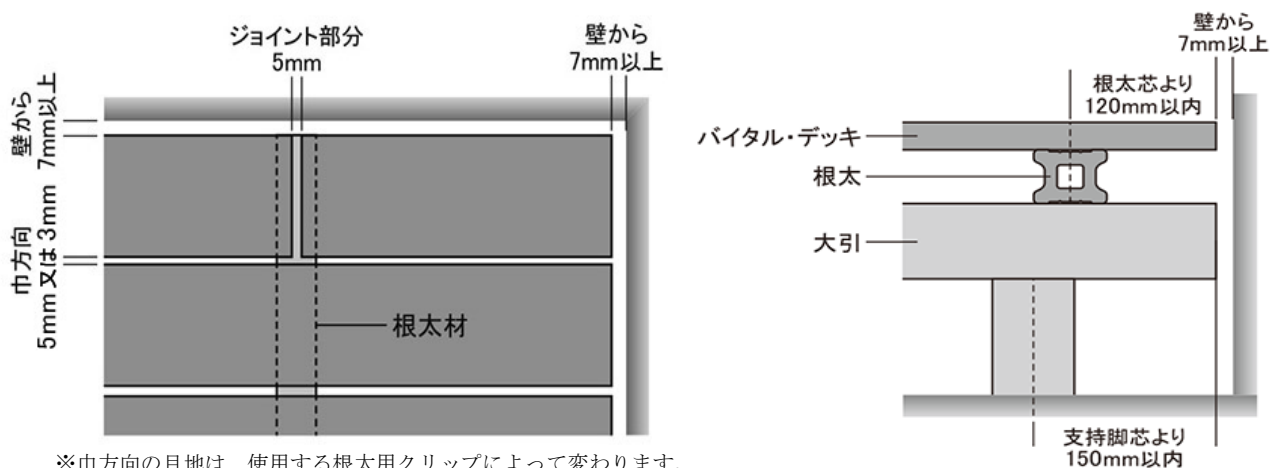 ジョイント部分
5mm
壁から
7mm以上
壁から
7mm以上
巾方向
5mm又は3mm
根太材
※巾方向の目地は、使用する根太用クリップによって変わります。
壁から
7mm以上
根太芯より
120mm以内
バイタル・デッキ
根太
大引
支持脚芯より
150mm以内